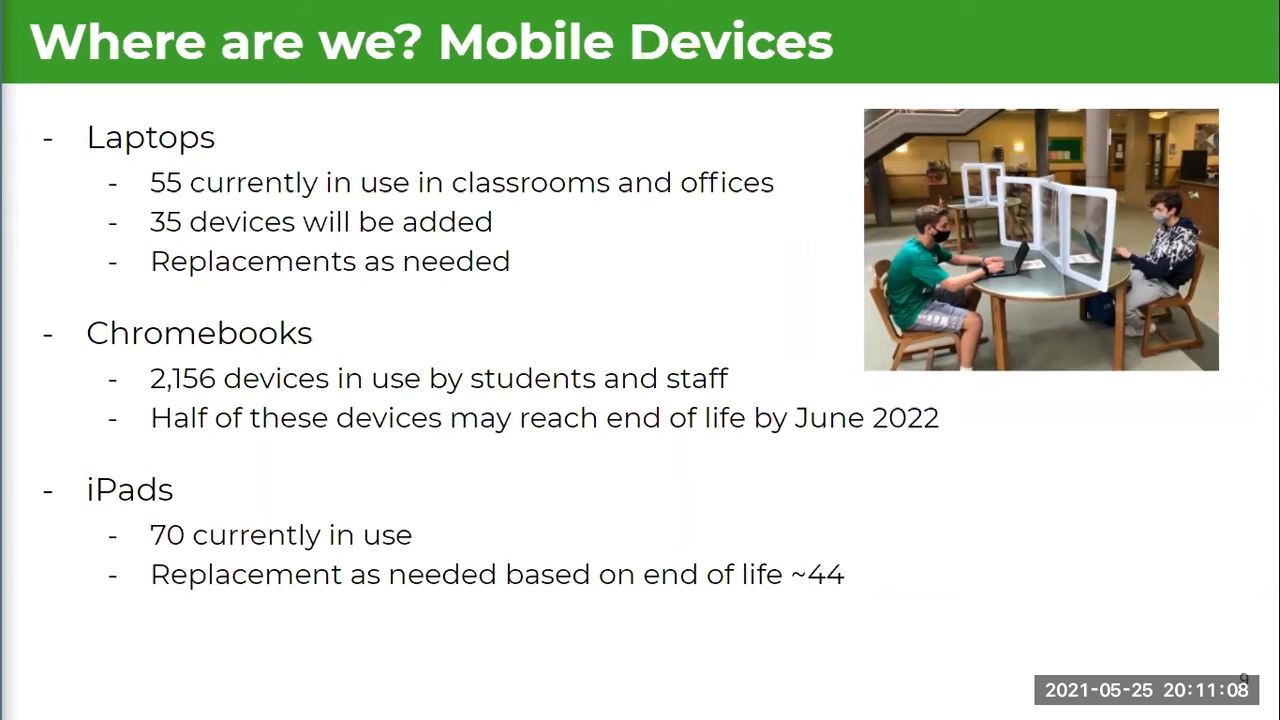 Where are we? Mobile Devices
- Laptops
- 55 currently in use in classrooms and offices
- 35 devices will be added
- Replacements as needed
- Chromebooks
- 2,156 devices in use by students and staff
- Half of these devices may reach end of life by June 2022
- iPads
- 70 currently in use
- Replacement as needed based on end of life ~44
9
2021-05-25 20:11:08